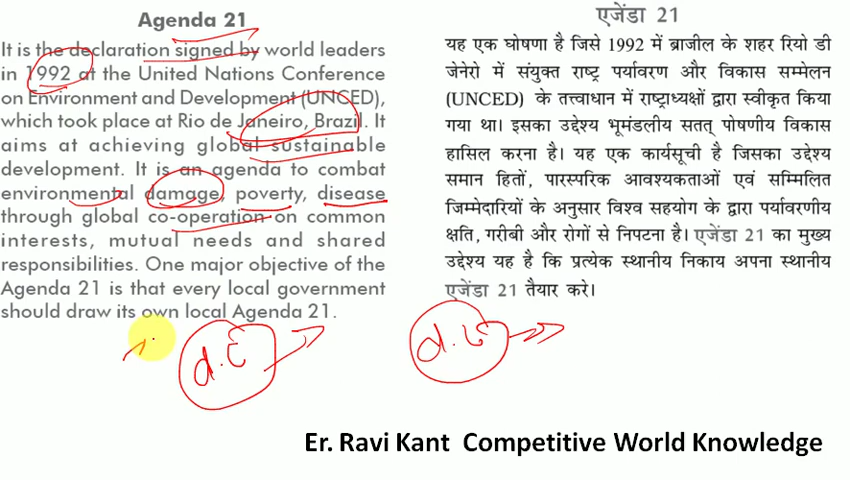 Agenda 21
It is the declaration signed by world leaders
in 1992 at the United Nations Conference
on Environment and Development (UNCED),
which took place at Rio de Janeiro, Brazil. It
aims at achieving global sustainable
development. It is an agenda to combat
environmental damage, poverty, disease
through global co-operation on common
interests, mutual needs and shared
responsibilities. One major objective of the
Agenda 21 is that every local government
should draw its own local Agenda 21.
एजेंडा 21
यह एक घोषणा है जिसे 1992 में ब्राजील के शहर रियो डी
जेनेरो में संयुक्त राष्ट्र पर्यावरण और विकास सम्मेलन
(UNCED) के तत्त्वाधान में राष्ट्राध्यक्षों द्वारा स्वीकृत किया
गया था। इसका उद्देश्य भूमंडलीय सतत् पोषणीय विकास
हासिल करना है। यह एक कार्यसूची है जिसका उद्देश्य
समान हितों, पारस्परिक आवश्यकताओं एवं सम्मिलित
जिम्मेदारियों के अनुसार विश्व सहयोग के द्वारा पर्यावरणीय
क्षति, गरीबी और रोगों से निपटना है। एजेंडा 21 का मुख्य
उद्देश्य यह है कि प्रत्येक स्थानीय निकाय अपना स्थानीय
एजेंडा 21 तैयार करे।
Er. Ravi Kant Competitive World Knowledge